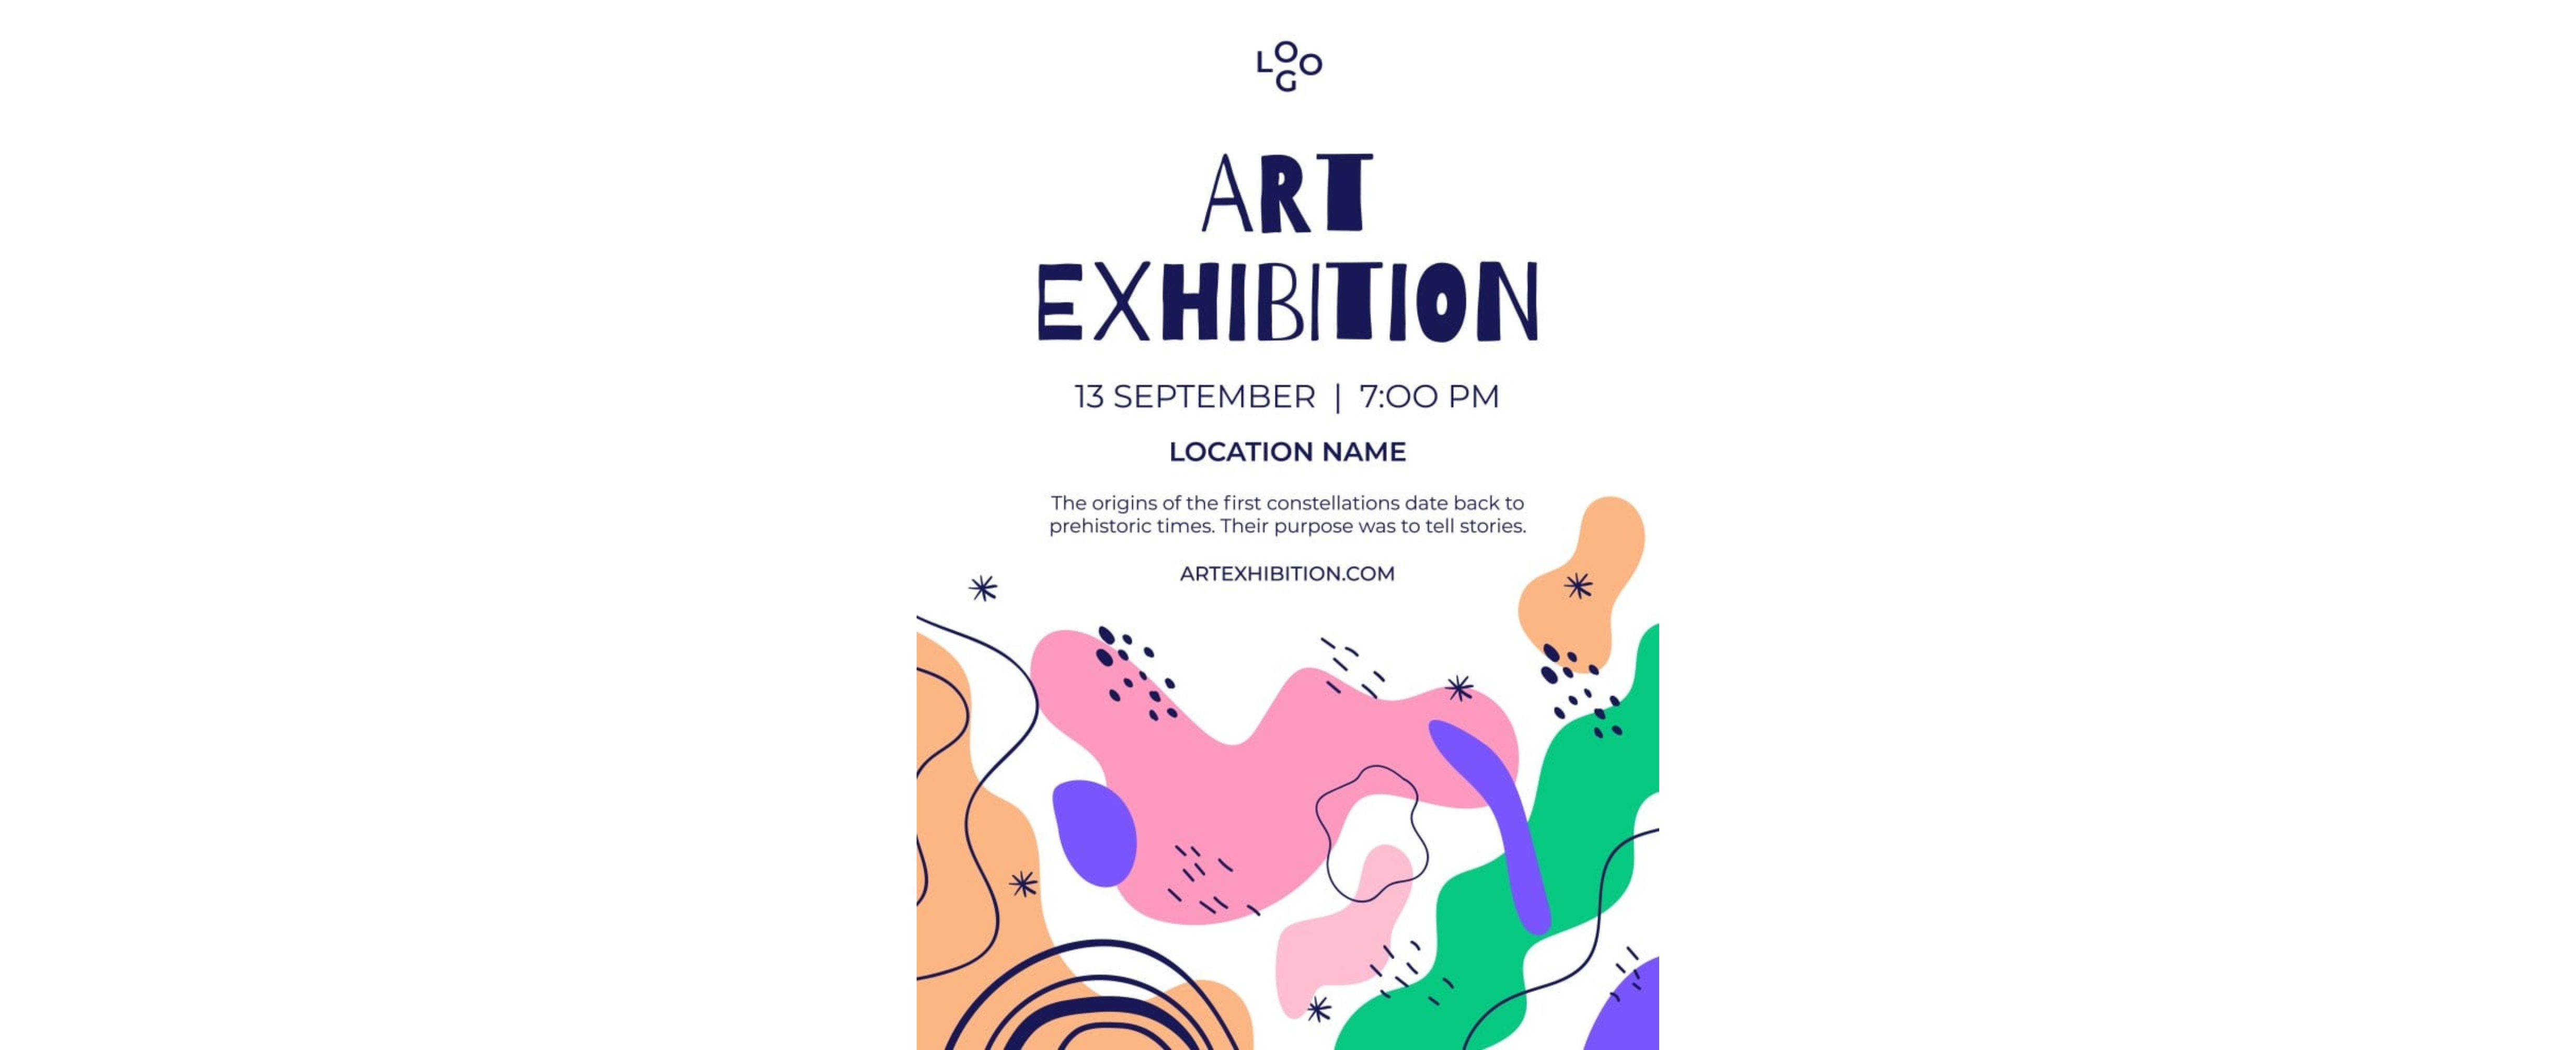 LOGO
ART
EXHIBITION
13 SEPTEMBER | 7:00 PM
LOCATION NAME
The origins of the first constellations date back to
prehistoric times. Their purpose was to tell stories.
ARTEXHIBITION.COM